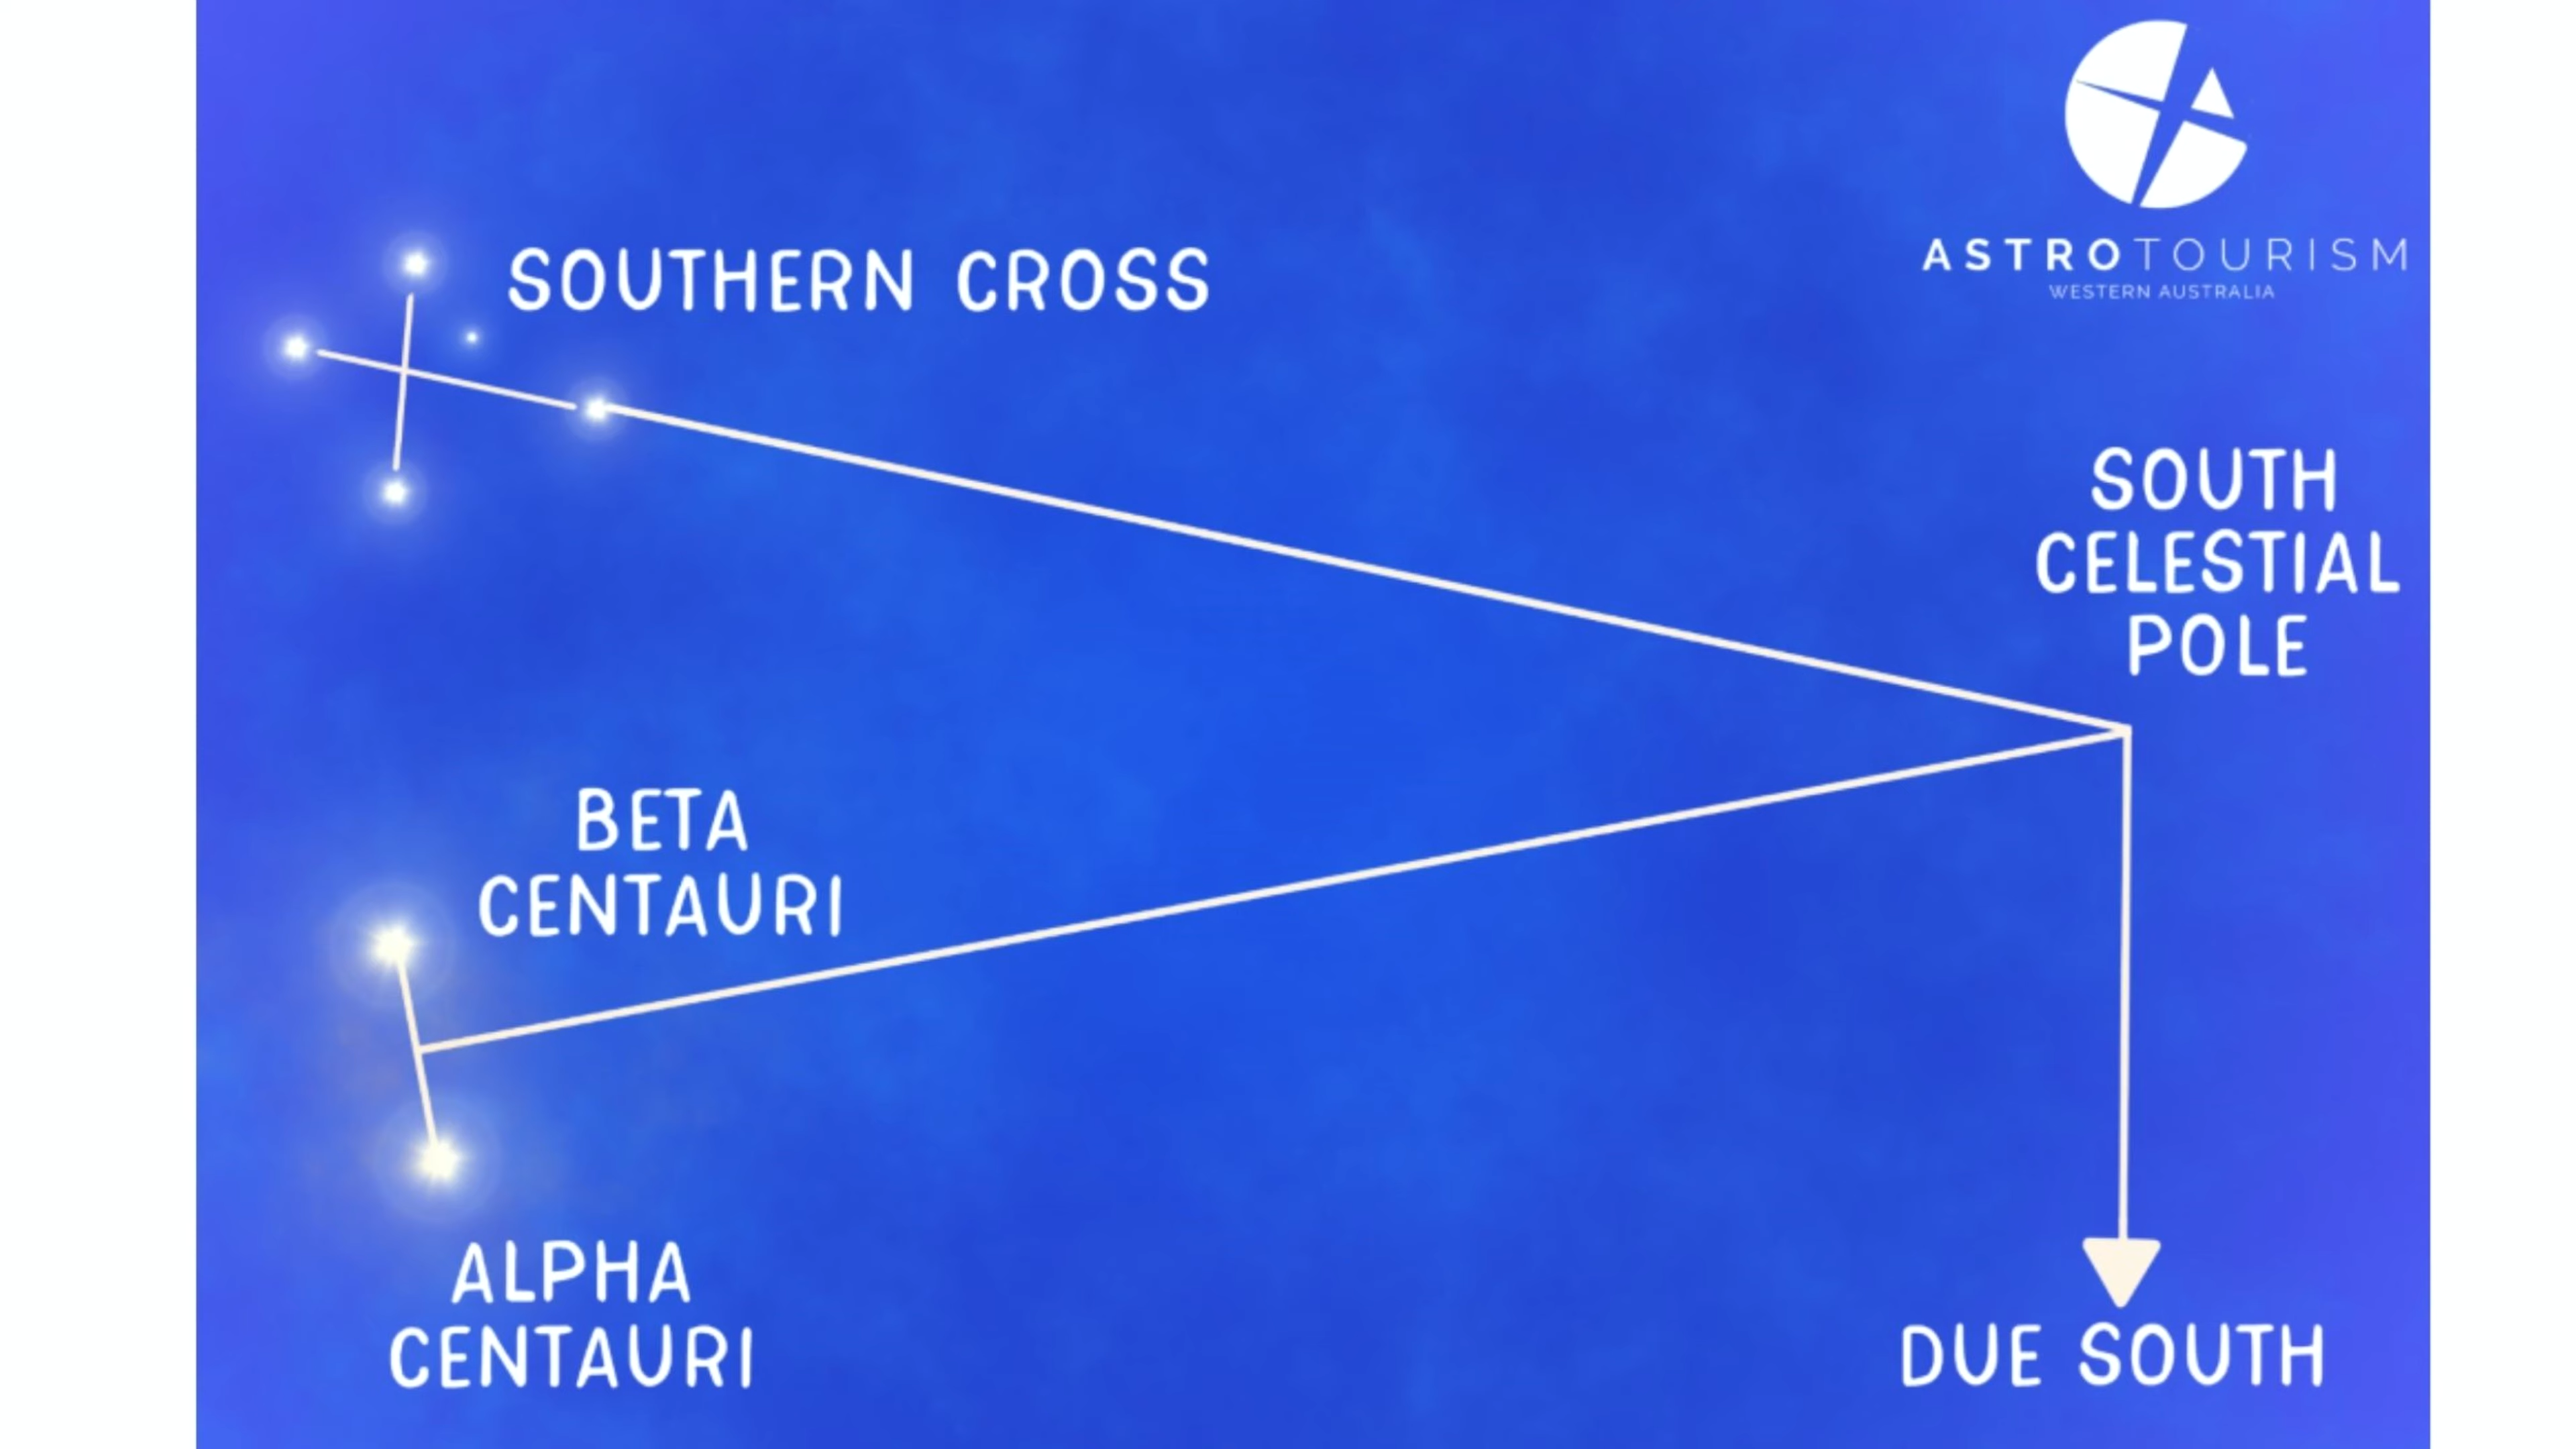 ASTROTOURISM
WESTERN AUSTRALIA
SOUTHERN CROSS
SOUTH
CELESTIAL
POLE
BETA
CENTAURI
ALPHA
CENTAURI
DUE SOUTH